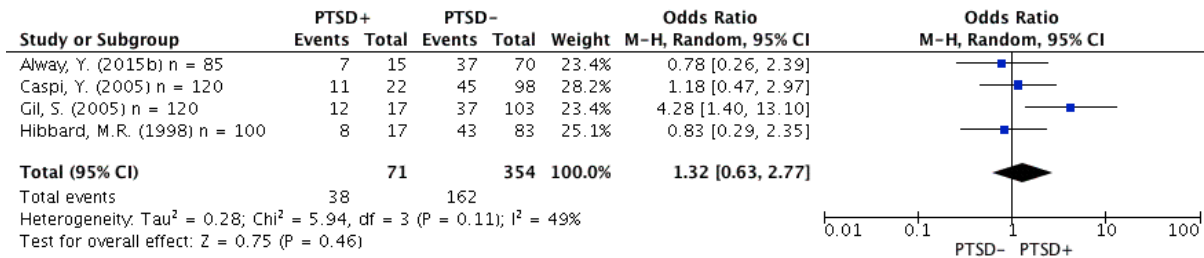 PTSD+ PTSD- Odds Ratio Odds Ratio
Study or Subgroup Events Total Events Total Weight M-H, Random, 95% CI M-H, Random, 95% CI
Alway, Y. (2015b) n = 85 7 15 37 70 23.4% 0.78 [0.26, 2.39]
Caspi, Y. (2005) n = 120 11 22 45 98 28.2% 1.18 [0.47, 2.97]
Gil, S. (2005) n = 120 12 17 37 103 23.4% 4.28 [1.40, 13.10]
Hibbard, M.R. (1998) n = 100 8 17 43 83 25.1% 0.83 [0.29, 2.35]
Total (95% CI) 71 354 100.0% 1.32 [0.63, 2.77]
Total events 38 162
Heterogeneity: Tau² = 0.28; Chi² = 5.94, df = 3 (P = 0.11); I² = 49%
Test for overall effect: Z = 0.75 (P = 0.46)
0.01 0.1 1 10 100
PTSD- PTSD+